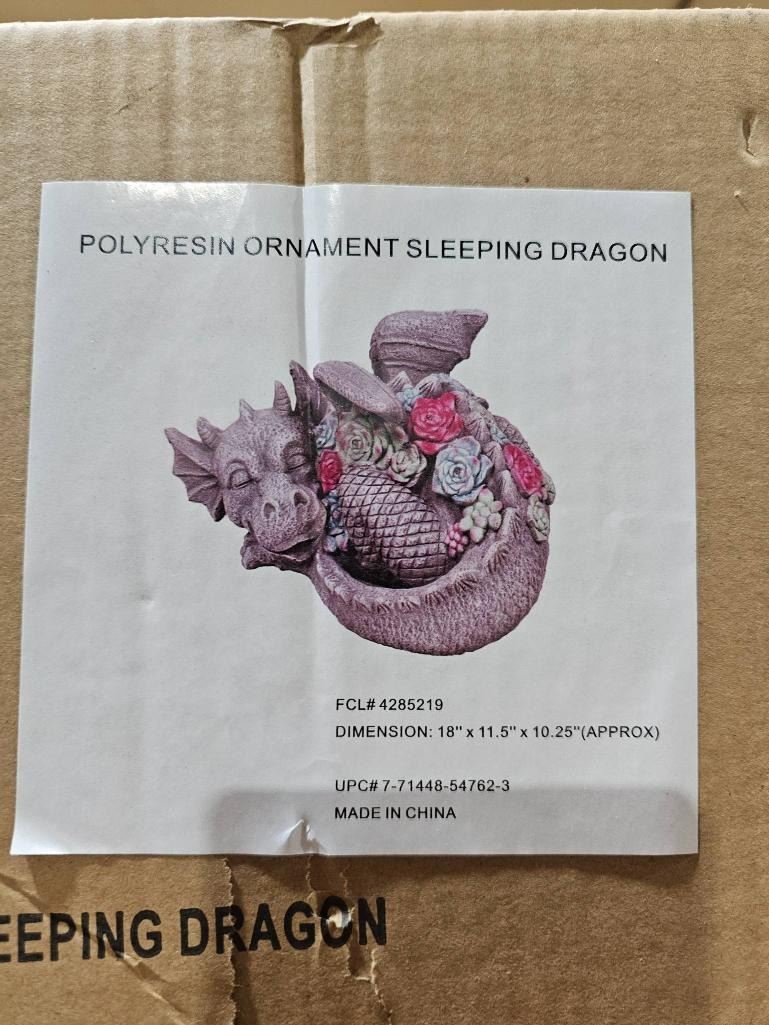 POLYRESIN ORNAMENT SLEEPING DRAGON
FCL# 4285219
DIMENSION: 18" x 11.5" x 10.25"(APPROX)
UPC# 7-71448-54762-3
MADE IN CHINA
EEPING DRAGON